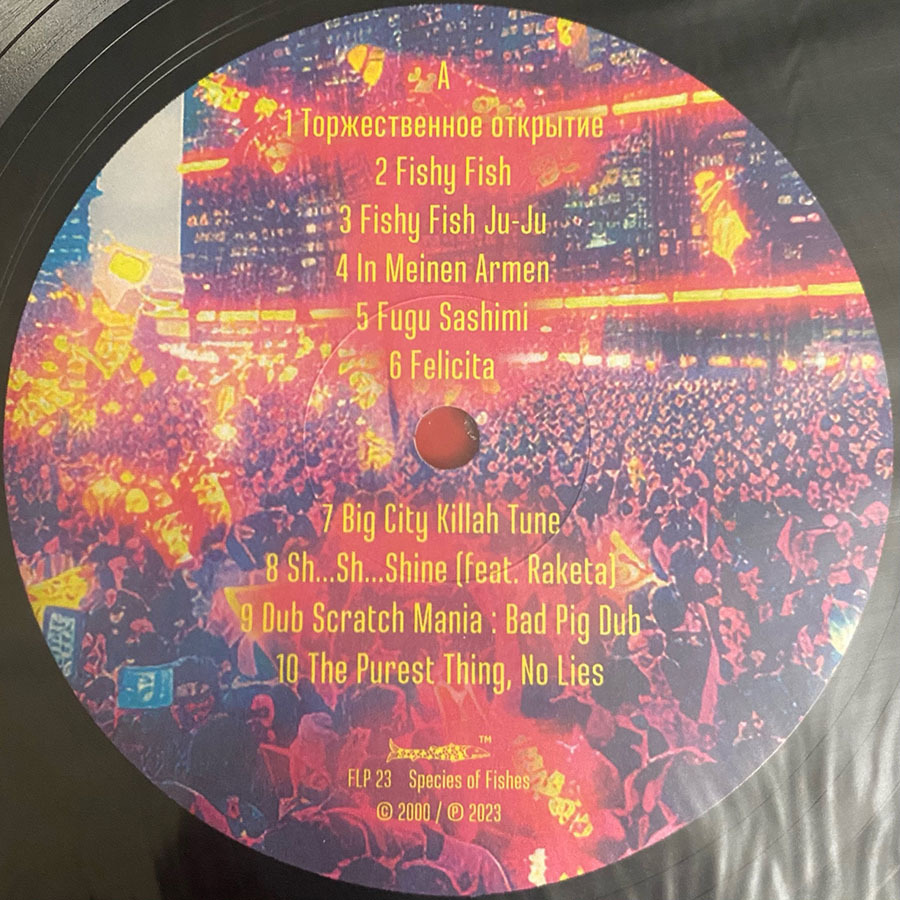 A
1 Торжественное открытие
2 Fishy Fish
3 Fishy Fish Ju-Ju
4 In Meinen Armen
5 Fugu Sashimi
6 Felicita
7 Big City Killah Tune
8 Sh...Sh...Shine (feat. Raketa)
9 Dub Scratch Mania : Bad Pig Dub
10 The Purest Thing, No Lies
™
FLP 23 Species of Fishes
© 2000 / ℗ 2023